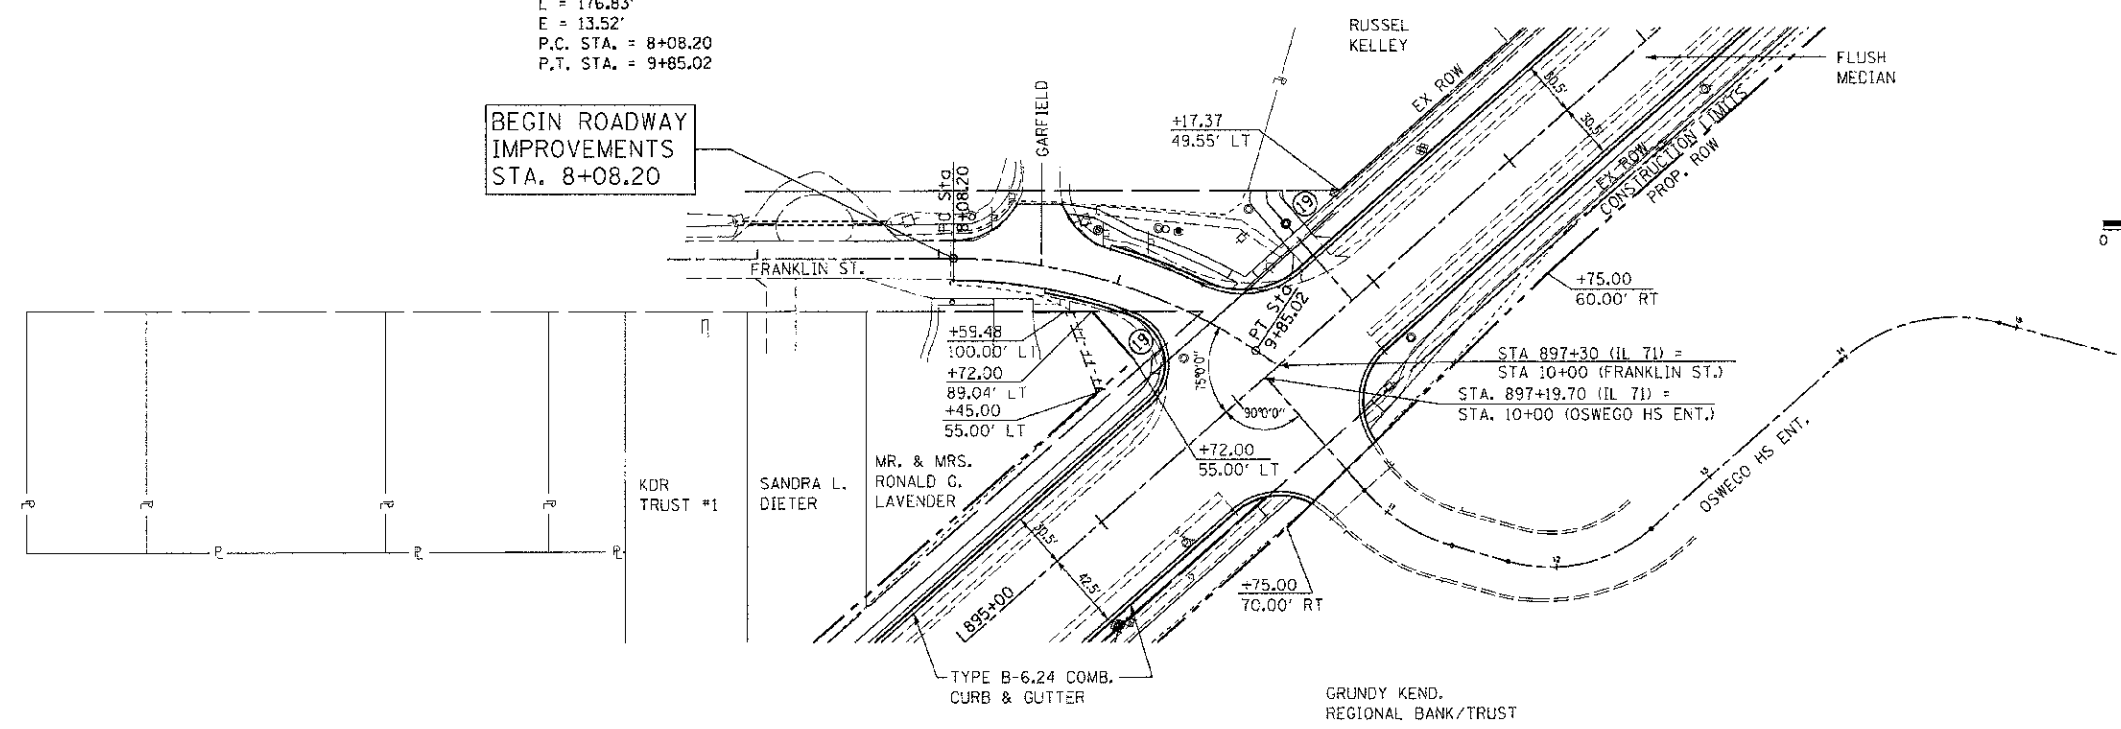 L = 176.83'
E = 13.52'
P.C. STA. = 8+08.20
P.T. STA. = 9+85.02
BEGIN ROADWAY
IMPROVEMENTS
STA. 8+08.20
RUSSEL
KELLEY
FLUSH
MEDIAN
GARFIELD
+17.37
49.55' LT
EX ROW
30.5'
30.5'
EX ROW
CONSTRUCTION LIMITS
PROP. ROW
Sta
8+08.20
19
FRANKLIN ST.
+75.00
60.00' RT
PT Sta
9+85.02
+59.48
100.00' LT
19
+72.00
89.04' LT
+45.00
55.00' LT
75°0'0"
90°0'0"
STA 897+30 (IL 71) =
STA 10+00 (FRANKLIN ST.)
STA. 897+19.70 (IL 71) =
STA. 10+00 (OSWEGO HS ENT.)
+72.00
55.00' LT
OSWEGO HS ENT.
KDR
TRUST #1
SANDRA L.
DIETER
MR. & MRS.
RONALD G.
LAVENDER
30.5'
42.5'
895+00
+75.00
70.00' RT
TYPE B-6.24 COMB.
CURB & GUTTER
GRUNDY KEND.
REGIONAL BANK/TRUST
0